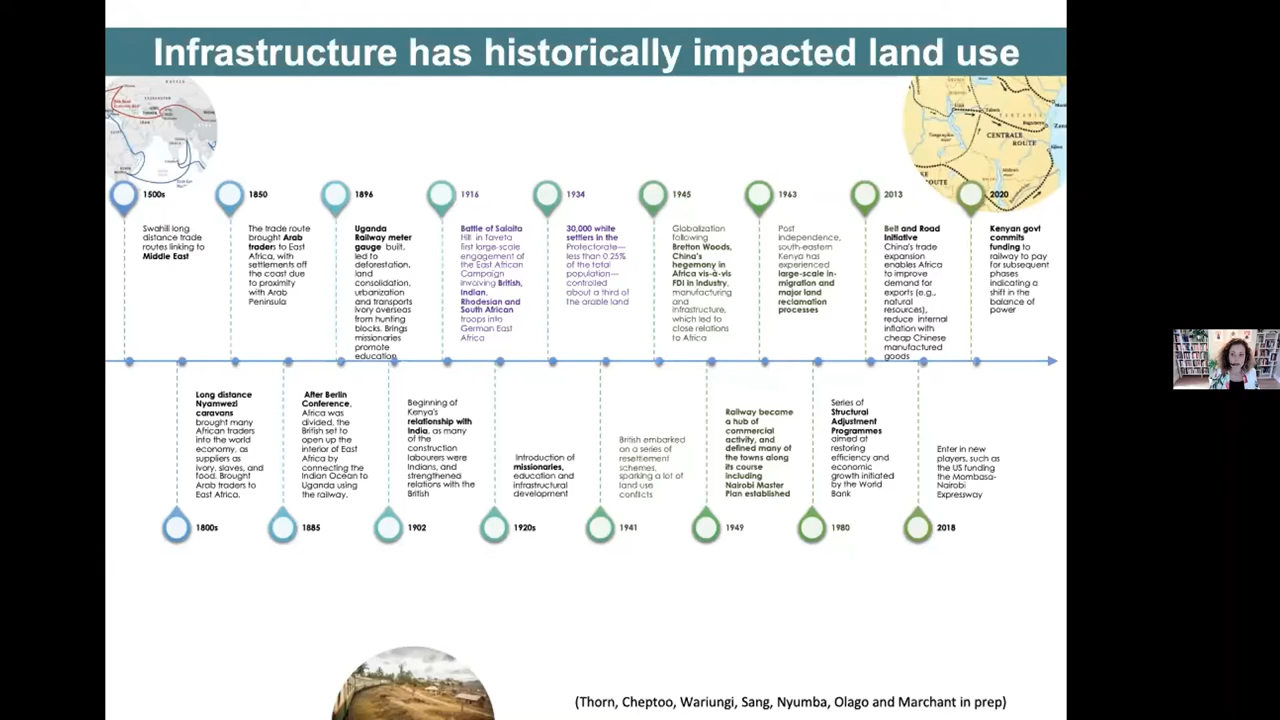 Infrastructure has historically impacted land use
CENTRALE
ROUTE
1500s
Swahili long
distance trade
routes linking to
Middle East
1850
The trade route
brought Arab
traders to East
Africa, with
settlements off
the coast due
to proximity
with Arab
Peninsula
1896
Uganda
Railway meter
gauge built,
led to
deforestation,
land
consolidation,
urbanization
and transports
ivory overseas
from hunting
blocks. Brings
missionaries
promote
education
1916
Battle of Salaita
Hill in Taveta
first large-scale
engagement of
the East African
Campaign
involving British,
Indian,
Rhodesian and
South African
troops into
German East
Africa
1934
30,000 white
settlers in the
Protectorate—
less than 0.25%
of the total
population—
controlled
about a third of
the arable land
1945
Globalization
following
Bretton Woods,
China's
hegemony in
Africa vis-à-vis
FDI in industry,
manufacturing
and
infrastructure,
which led to
close relations
to Africa
1963
Post
independence,
south-eastern
Kenya has
experienced
large-scale in-
migration and
major land
reclamation
processes
2013
Belt and Road
Initiative
China's trade
expansion
enables Africa
to improve
demand for
exports (e.g.,
natural
resources),
reduce internal
inflation with
cheap Chinese
manufactured
goods
2020
Kenyan govt
commits
funding to
railway to pay
for subsequent
phases
indicating a
shift in the
balance of
power
Long distance
Nyamwezi
caravans
brought many
African traders
into the world
economy, as
suppliers as
ivory, slaves, and
food. Brought
Arab traders to
East Africa.
1800s
After Berlin
Conference,
Africa was
divided, the
British set to
open up the
interior of East
Africa by
connecting the
Indian Ocean to
Uganda using
the railway.
1885
Beginning of
Kenya's
relationship with
India, as many
of the
construction
labourers were
Indians, and
strengthened
relations with the
British
1902
Introduction of
missionaries,
education and
infrastructural
development
1920s
British embarked
on a series of
resettlement
schemes,
sparking a lot of
land use
conflicts
1941
Railway became
a hub of
commercial
activity, and
defined many of
the towns along
its course
including
Nairobi Master
Plan established
1949
Series of
Structural
Adjustment
Programmes
aimed at
restoring
efficiency and
economic
growth initiated
by the World
Bank
1980
Enter in new
players, such as
the US funding
the Mombasa-
Nairobi
Expressway
2018
(Thorn, Cheptoo, Wariungi, Sang, Nyumba, Olago and Marchant in prep)